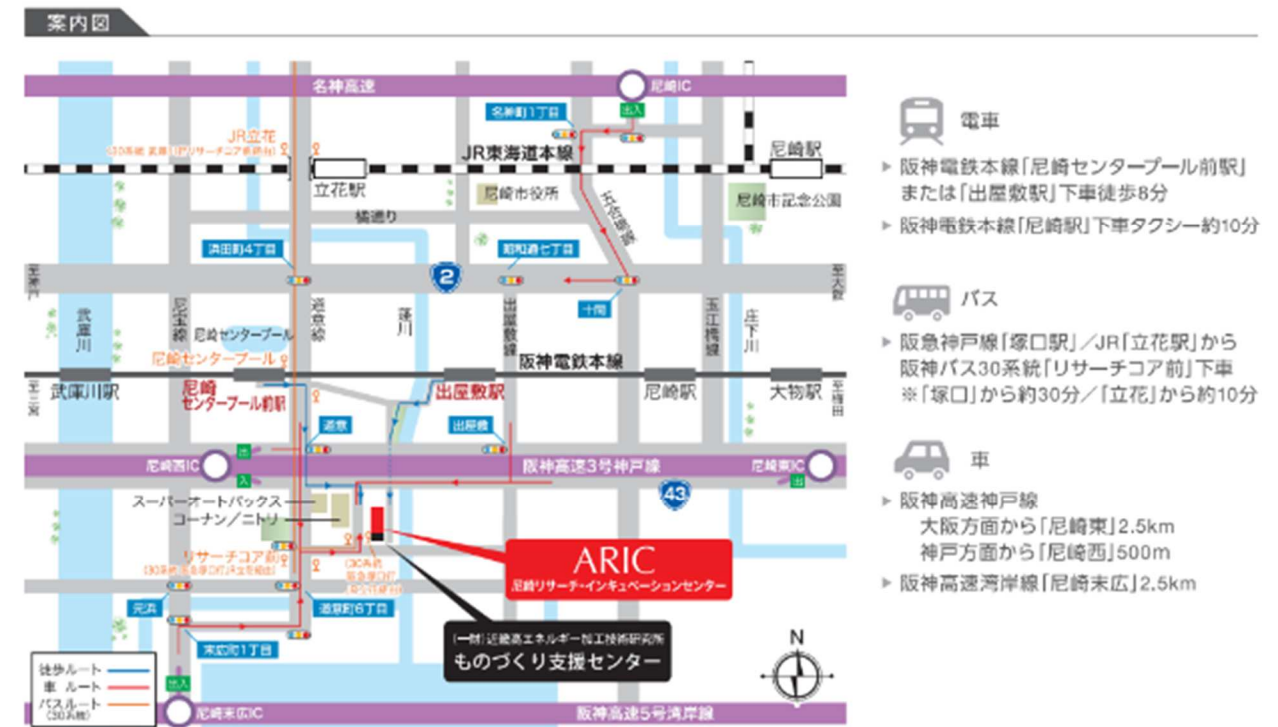 案内図
名神高速
尼崎IC
出入
名神町1丁目
JR立花
JR東海道本線
尼崎駅
立花駅
尼崎市役所
尼崎市記念公園
橘通り
五合橋線
浜田町4丁目
昭和通七丁目
2
至神戸
至大阪
十間
武庫川
尼宝線
道意線
蓬川
出屋敷線
玉江橋線
庄下川
尼崎センタープール
尼崎センタープール
阪神電鉄本線
至三宮
武庫川駅
尼崎
センタープール前駅
出屋敷駅
尼崎駅
大物駅
至梅田
道意
出屋敷
出
尼崎西IC
阪神高速3号神戸線
尼崎東IC
入
出
43
スーパーオートバックス
コーナン/ニトリ
リサーチコア前
ARIC
尼崎リサーチ・インキュベーションセンター
元浜
道意町6丁目
(一財)近畿高エネルギー加工技術研究所
ものづくり支援センター
末広町1丁目
N
徒歩ルート
車 ルート
バスルート
(30系統)
出入
尼崎末広IC
阪神高速5号湾岸線
電車
阪神電鉄本線「尼崎センタープール前駅」
または「出屋敷駅」下車徒歩8分
阪神電鉄本線「尼崎駅」下車タクシー約10分
バス
阪急神戸線「塚口駅」/JR「立花駅」から
阪神バス30系統「リサーチコア前」下車
※「塚口」から約30分/「立花」から約10分
車
阪神高速神戸線
大阪方面から「尼崎東」2.5km
神戸方面から「尼崎西」500m
阪神高速湾岸線「尼崎末広」2.5km